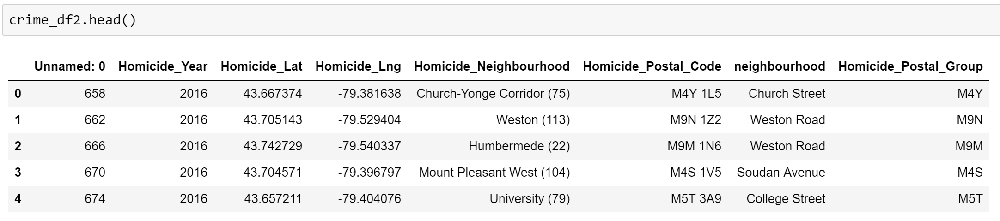 crime_df2.head()
Unnamed: 0 Homicide_Year Homicide_Lat Homicide_Lng Homicide_Neighbourhood Homicide_Postal_Code neighbourhood Homicide_Postal_Group
0 658 2016 43.667374 -79.381638 Church-Yonge Corridor (75) M4Y 1L5 Church Street M4Y
1 662 2016 43.705143 -79.529404 Weston (113) M9N 1Z2 Weston Road M9N
2 666 2016 43.742729 -79.540337 Humbermede (22) M9M 1N6 Weston Road M9M
3 670 2016 43.704571 -79.396797 Mount Pleasant West (104) M4S 1V5 Soudan Avenue M4S
4 674 2016 43.657211 -79.404076 University (79) M5T 3A9 College Street M5T